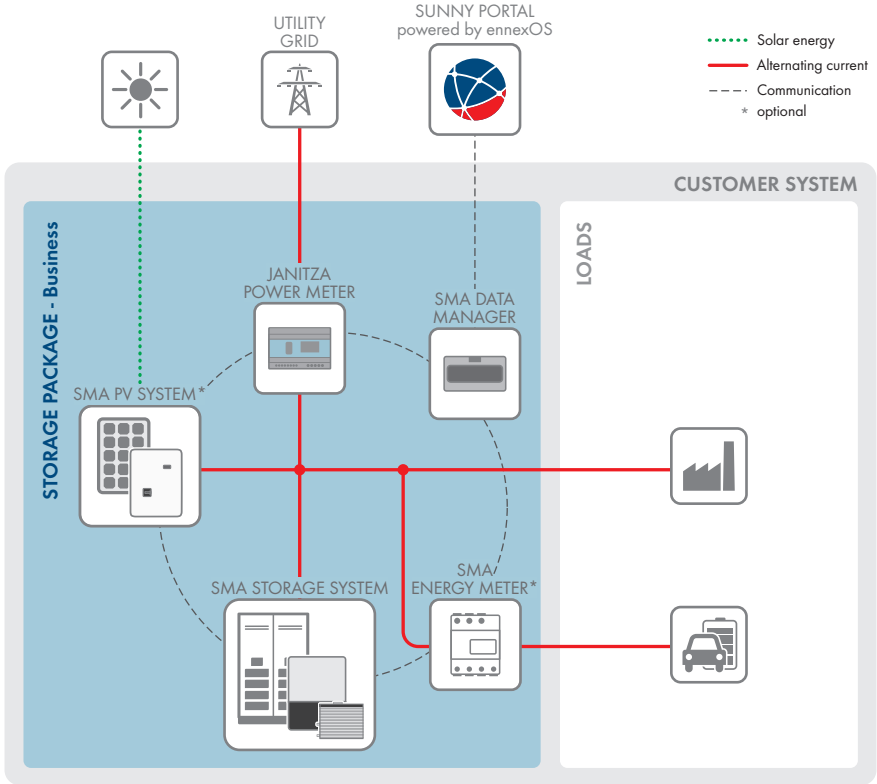 UTILITY
GRID
SUNNY PORTAL
powered by ennexOS
Solar energy
Alternating current
Communication
* optional
CUSTOMER SYSTEM
STORAGE PACKAGE - Business
LOADS
JANITZA
POWER METER
SMA DATA
MANAGER
SMA PV SYSTEM*
SMA STORAGE SYSTEM
SMA
ENERGY METER*